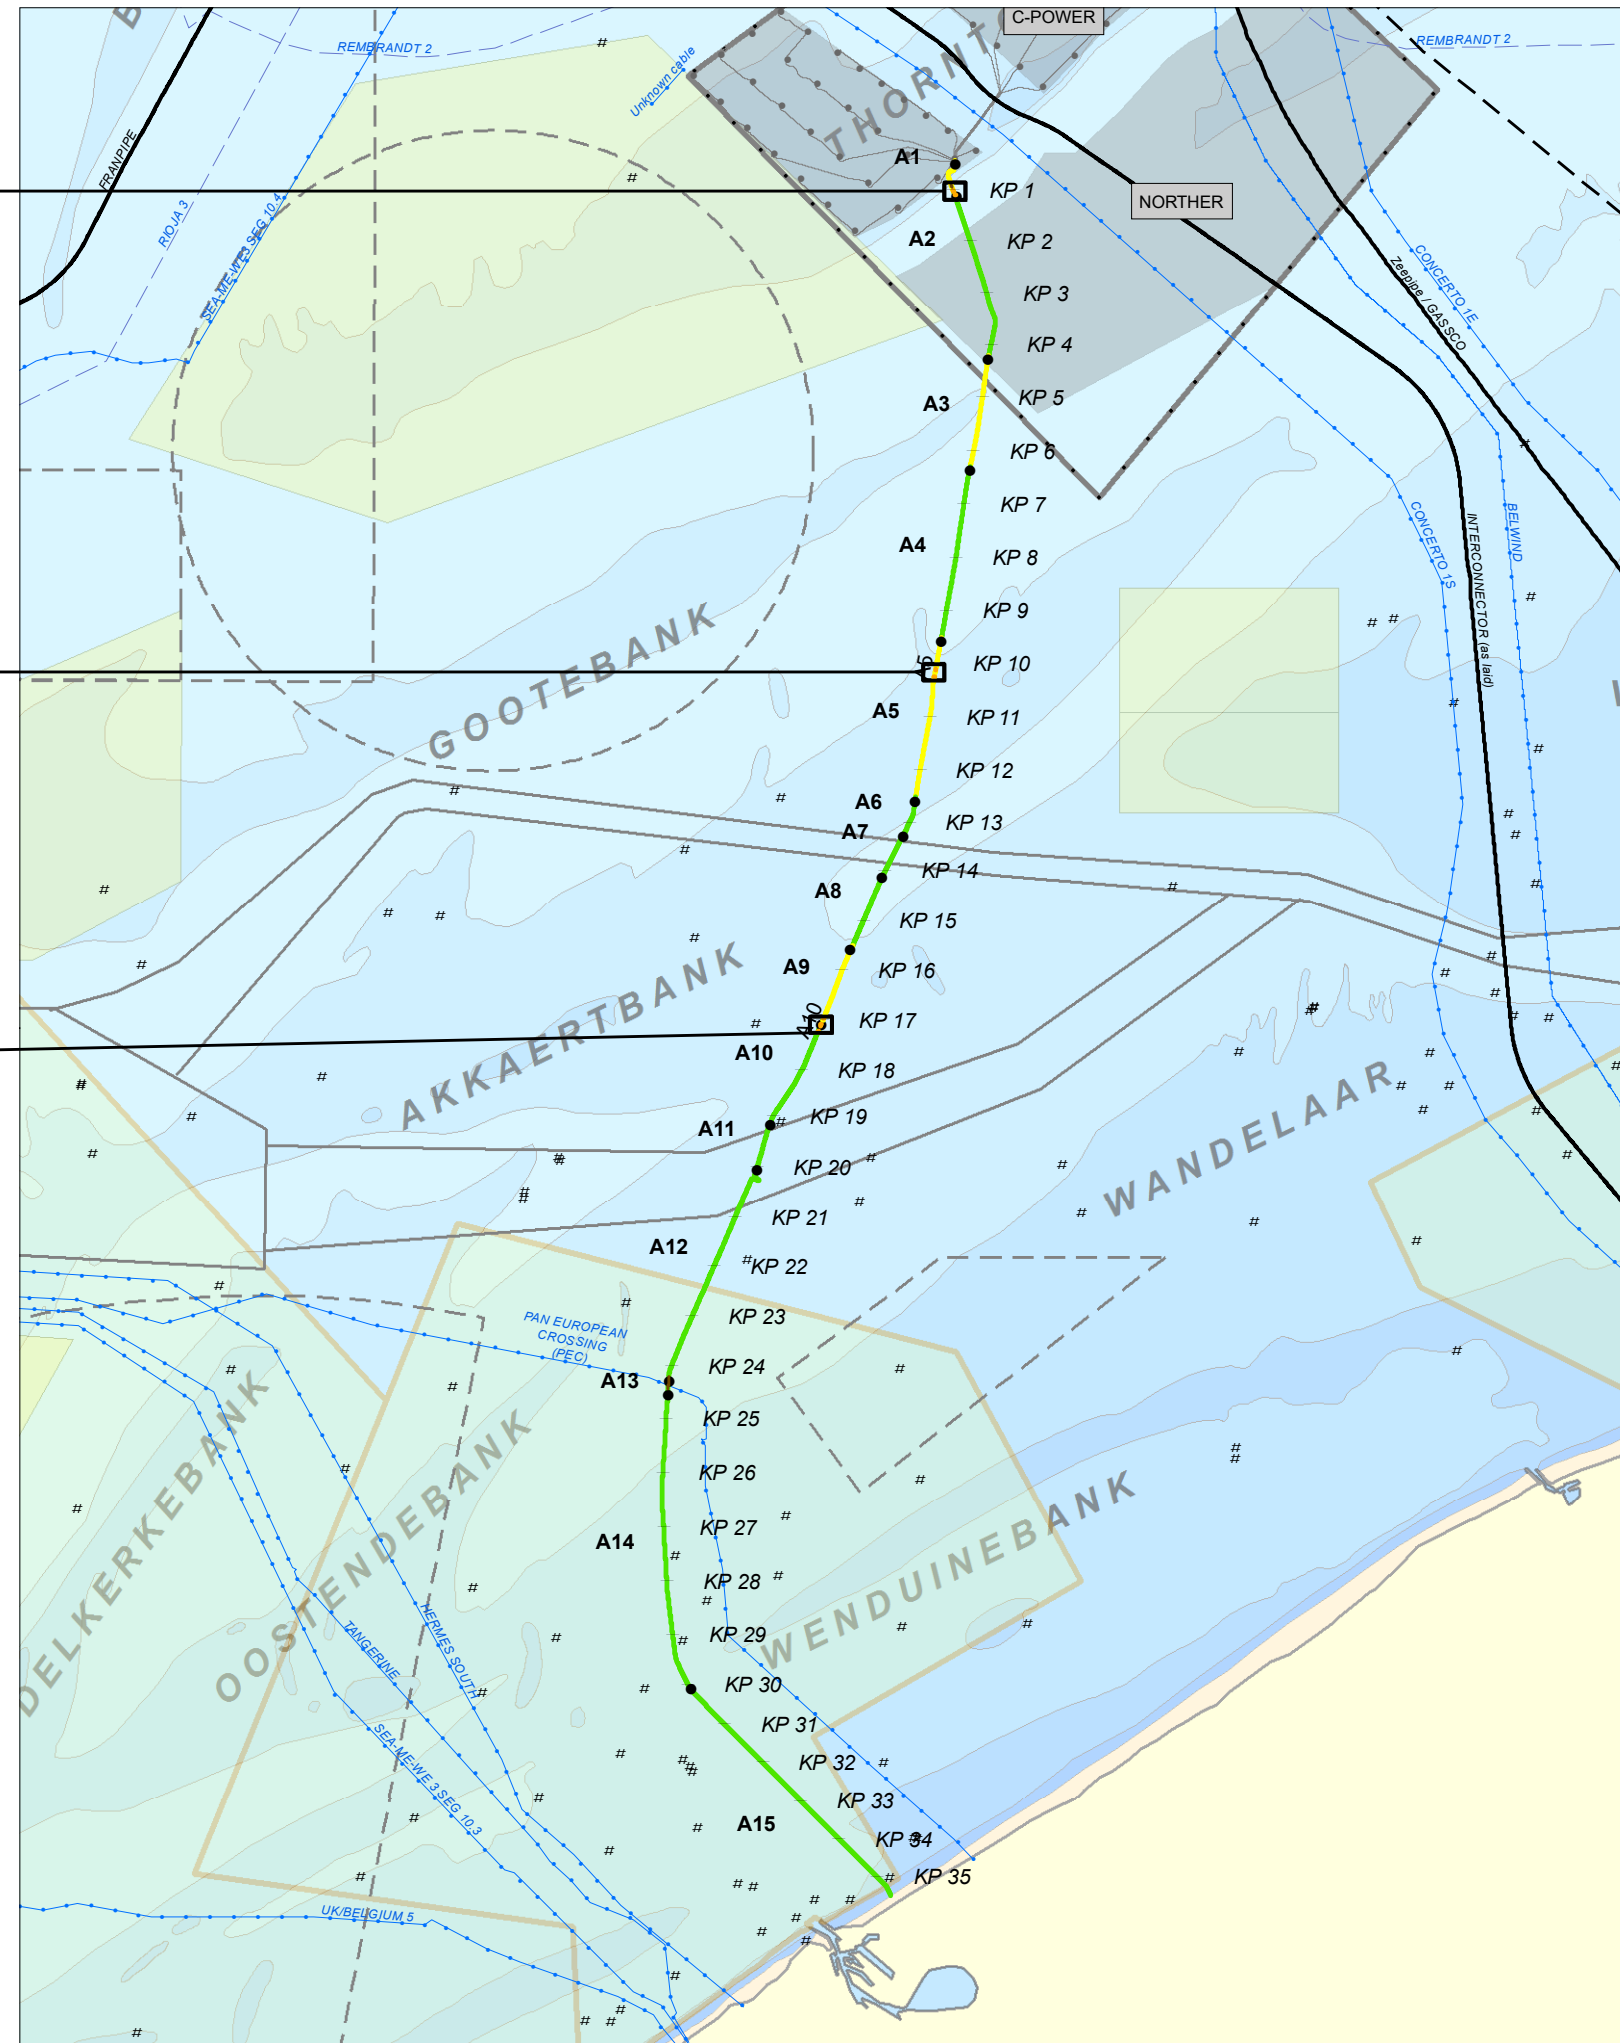 C-POWER
REMBRANDT 2
REMBRANDT 2
Unknown cable
THORNT
FRANPIPE
A1
KP 1
NORTHER
RIOJA 3
SEA-ME-WE3 SEG 10.4
A2
KP 2
KP 3
CONCERTO 1E
Zeepipe / GASSCO
KP 4
A3
KP 5
KP 6
KP 7
CONCERTO 1S
INTERCONNECTOR (as laid)
BELWIND
A4
KP 8
KP 9
GOOTEBANK
A5
KP 10
A5
KP 11
KP 12
A6
KP 13
A7
KP 14
A8
KP 15
A9
KP 16
AKKAERTBANK
A10
KP 17
A10
KP 18
KP 19
A11
WANDELAAR
KP 20
KP 21
A12
KP 22
KP 23
PAN EUROPEAN
CROSSING
(PEC)
KP 24
A13
KP 25
DELKERKEBANK
OOSTENDEBANK
KP 26
KP 27
A14
WENDUINEBANK
KP 28
KP 29
HERMES SOUTH
TANGERINE
KP 30
KP 31
SEA-ME-WE 3 SEG 10.3
KP 32
KP 33
A15
KP 34
KP 35
UK/BELGIUM 5